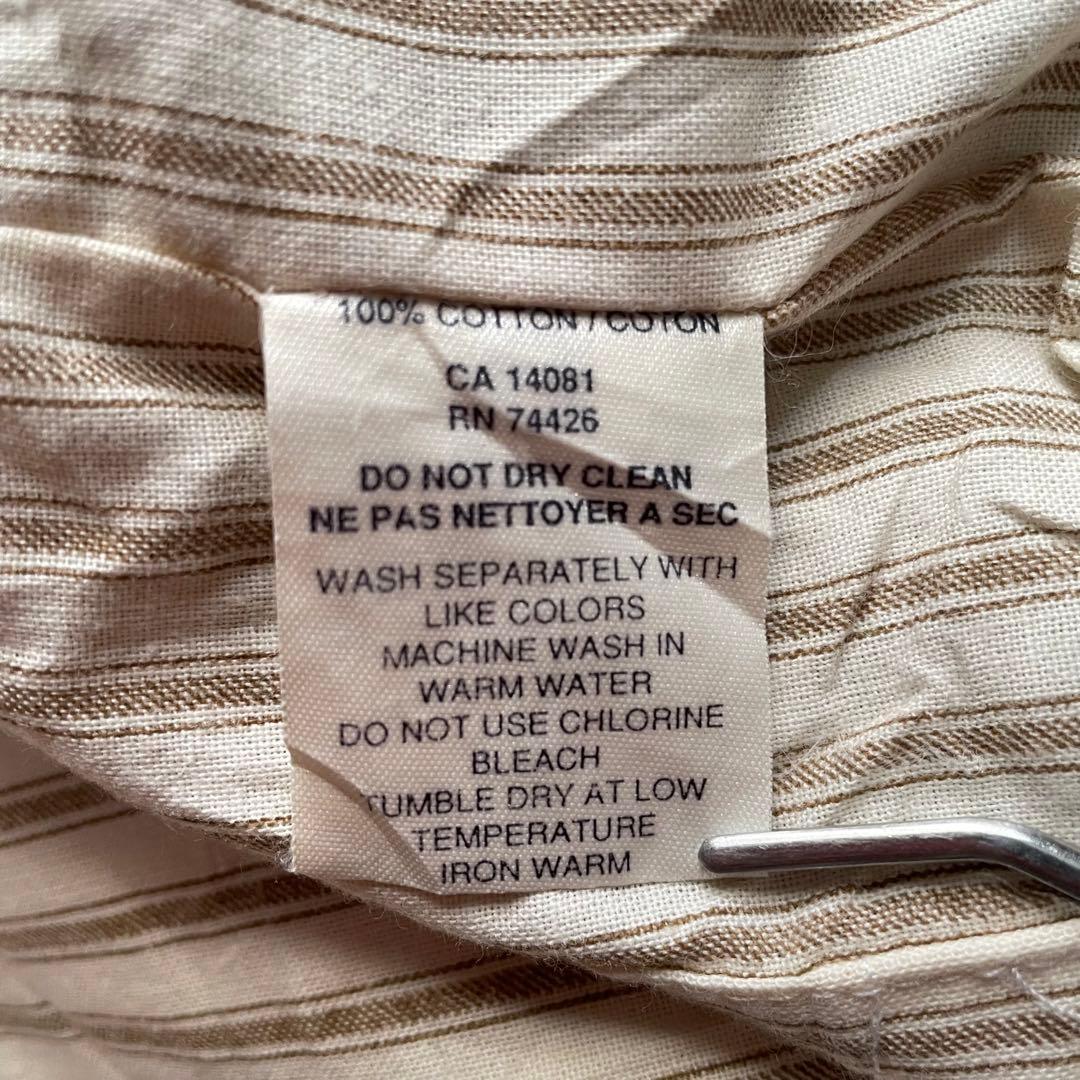 100% COTTON / COTON
CA 14081
RN 74426
DO NOT DRY CLEAN
NE PAS NETTOYER A SEC
WASH SEPARATELY WITH
LIKE COLORS
MACHINE WASH IN
WARM WATER
DO NOT USE CHLORINE
BLEACH
TUMBLE DRY AT LOW
TEMPERATURE
IRON WARM